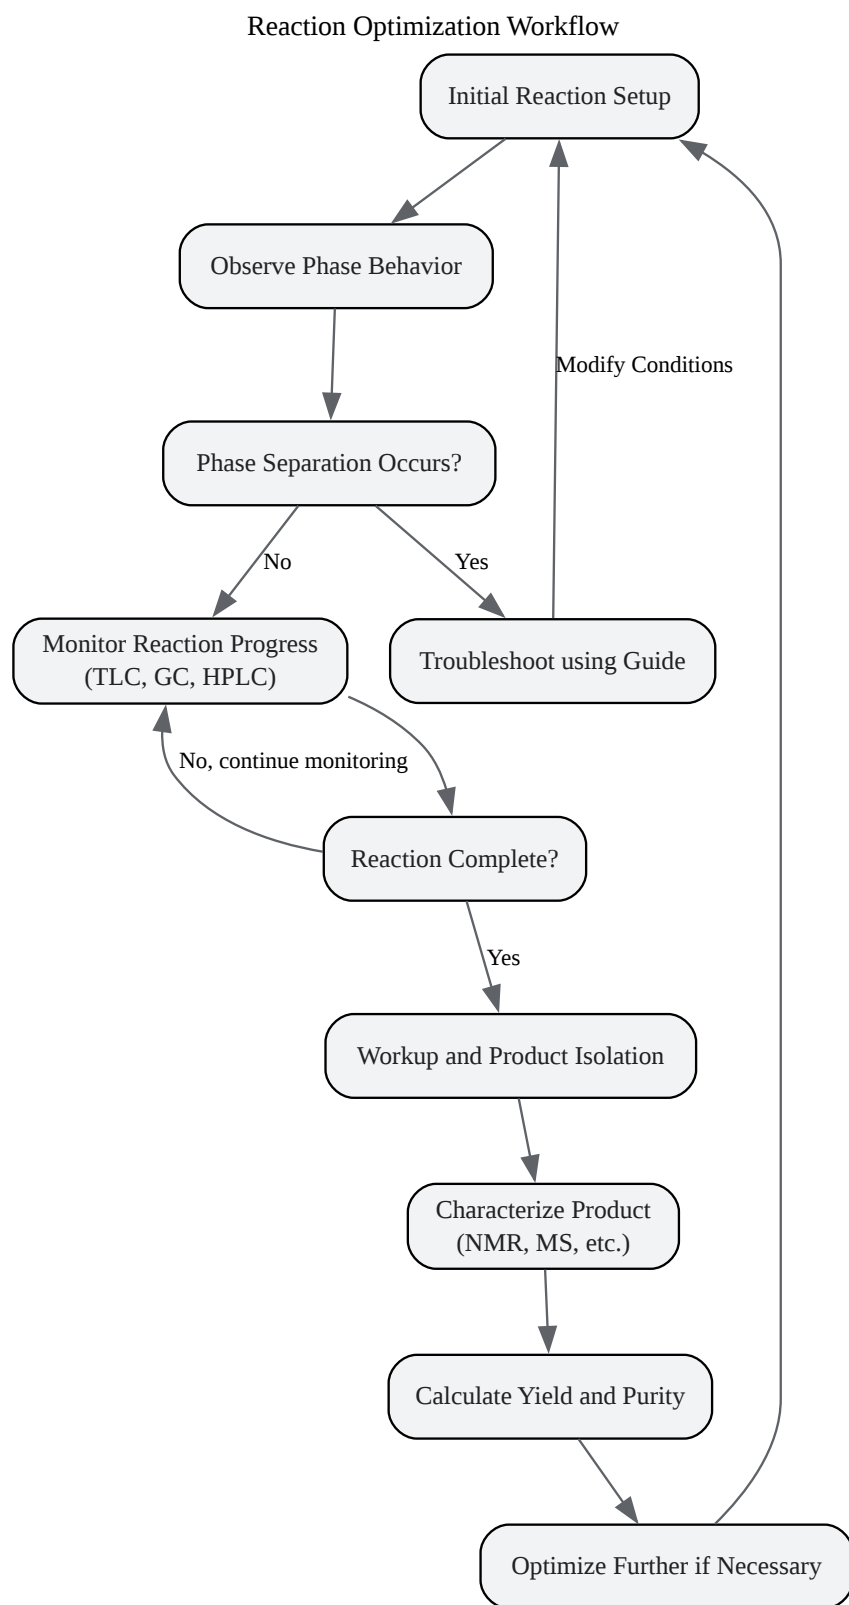 Reaction Optimization Workflow
Initial Reaction Setup
Observe Phase Behavior
Modify Conditions
Phase Separation Occurs?
No
Yes
Monitor Reaction Progress
(TLC, GC, HPLC)
Troubleshoot using Guide
No, continue monitoring
Reaction Complete?
Yes
Workup and Product Isolation
Characterize Product
(NMR, MS, etc.)
Calculate Yield and Purity
Optimize Further if Necessary